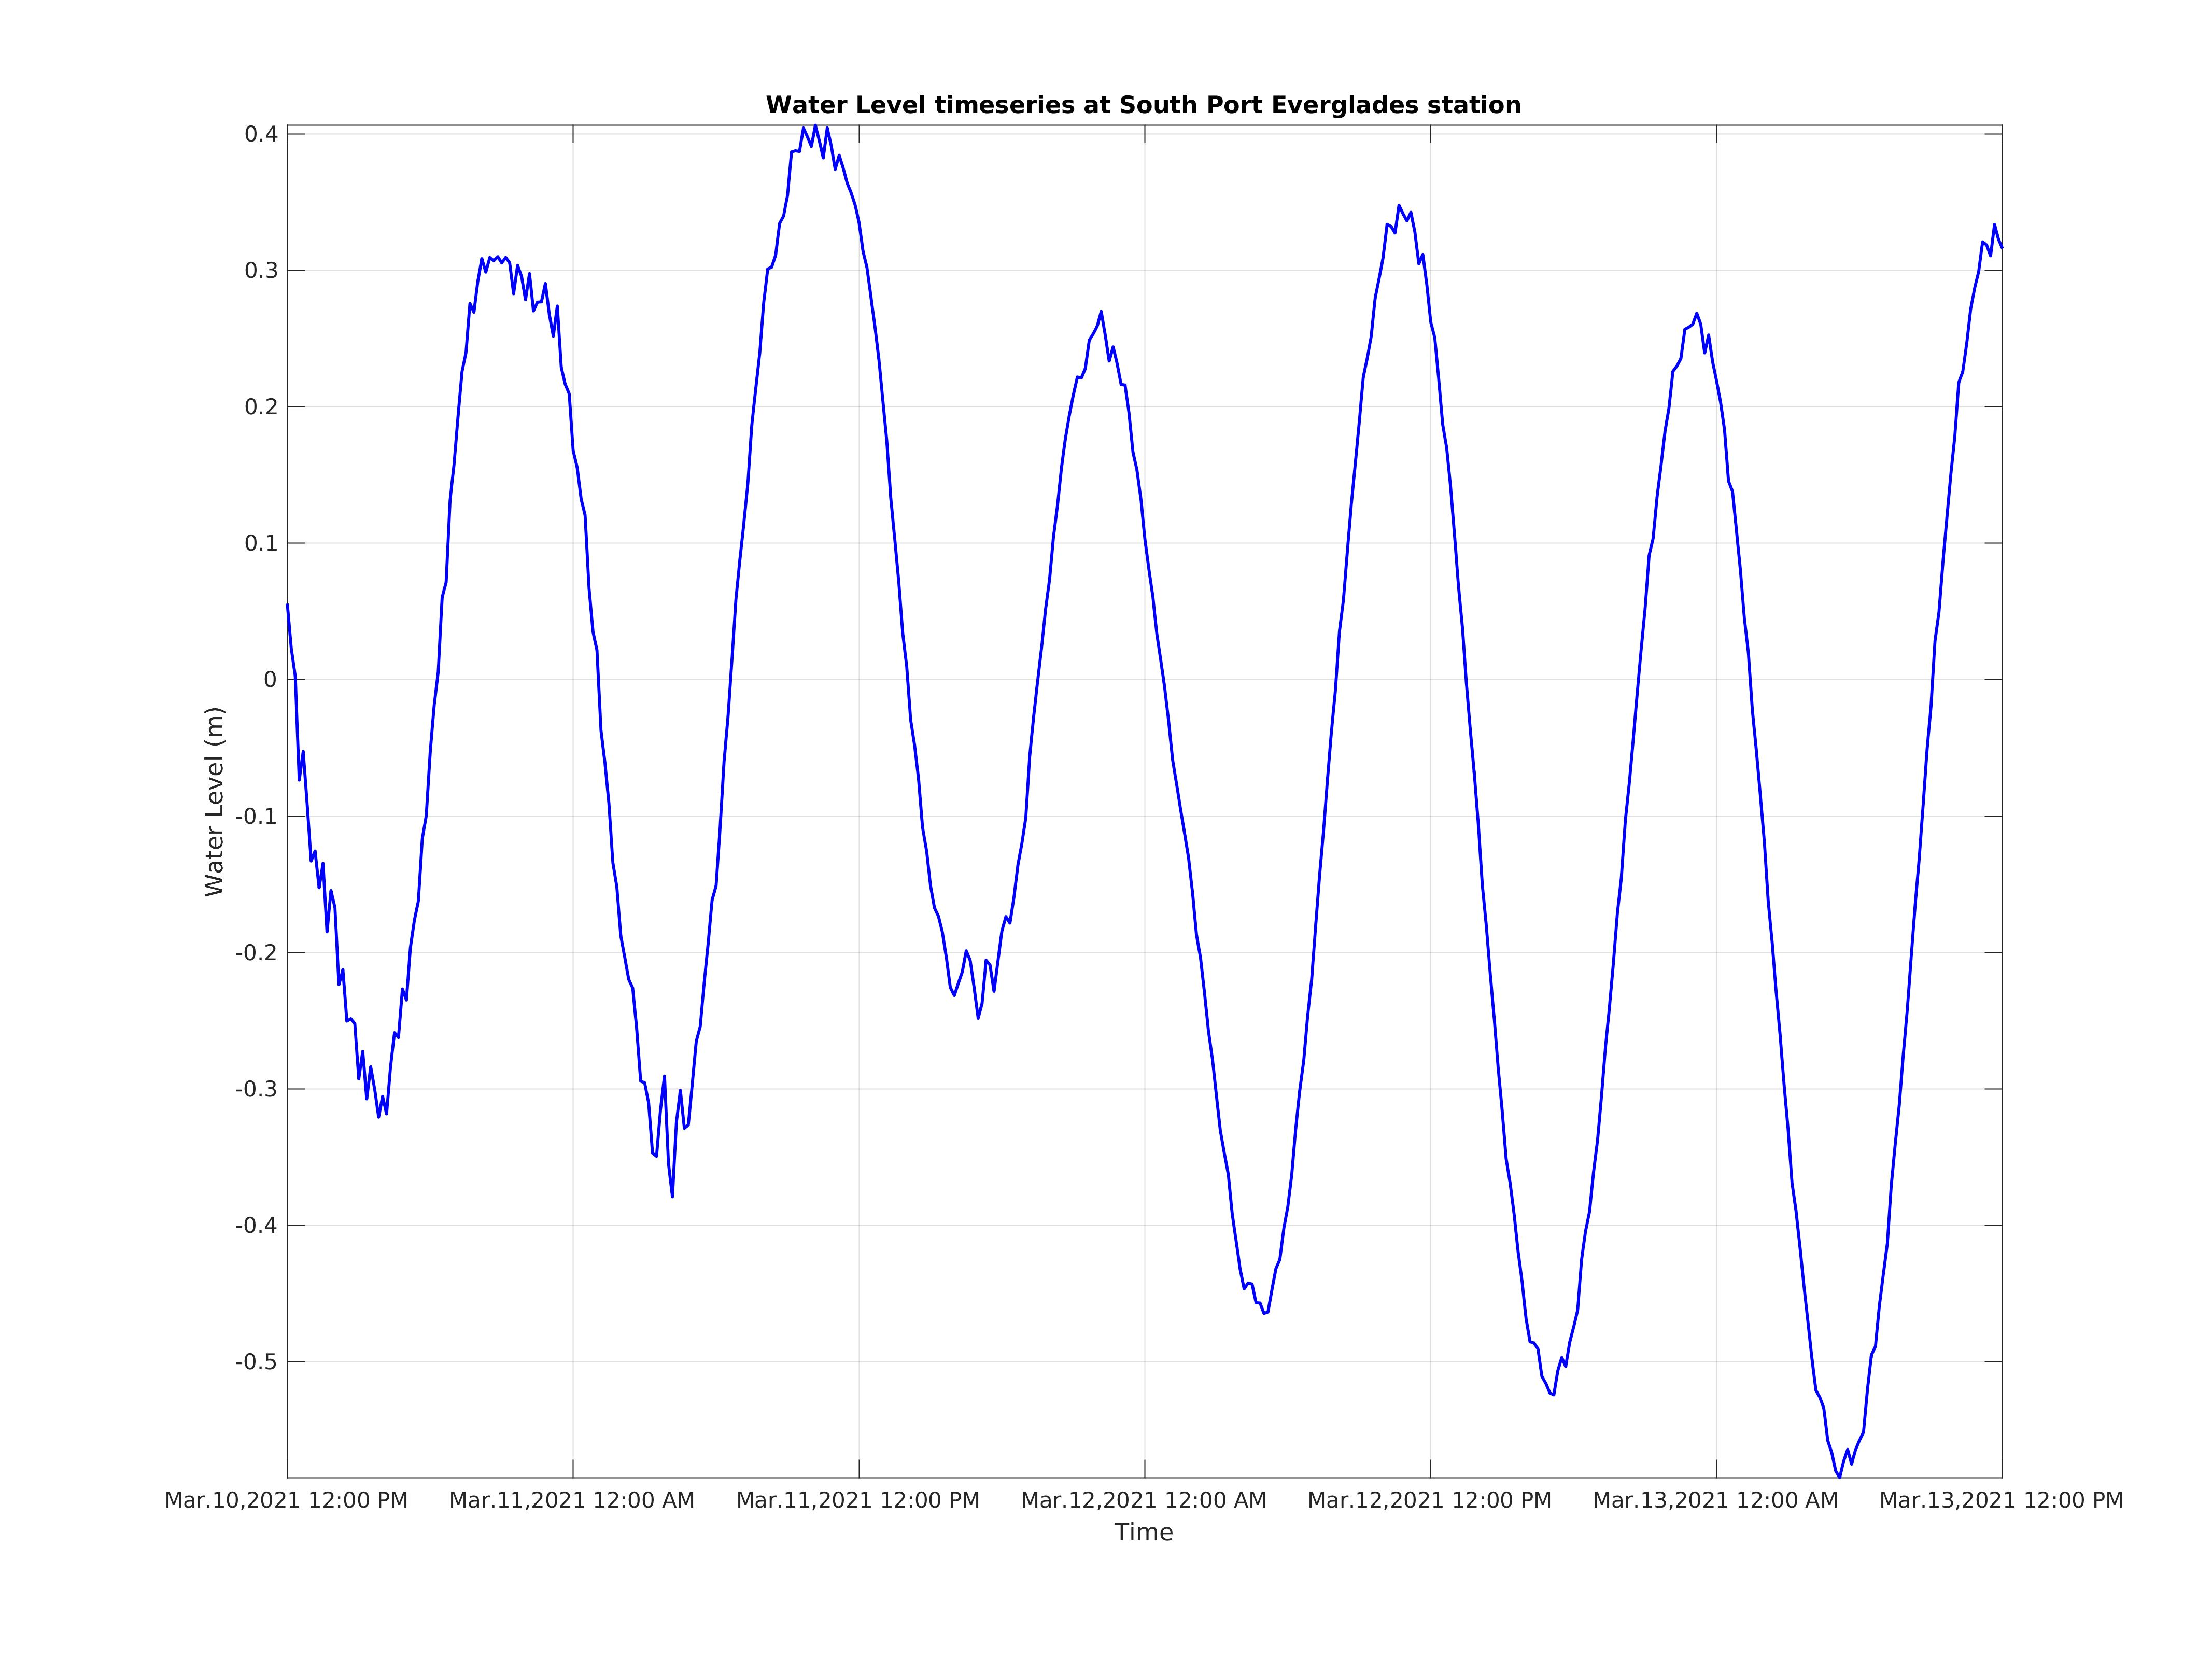 Water Level timeseries at South Port Everglades station
0.4
0.3
0.2
0.1
0
-0.1
-0.2
-0.3
-0.4
-0.5
Water Level (m)
Mar.10,2021 12:00 PM Mar.11,2021 12:00 AM Mar.11,2021 12:00 PM Mar.12,2021 12:00 AM Mar.12,2021 12:00 PM Mar.13,2021 12:00 AM Mar.13,2021 12:00 PM
Time